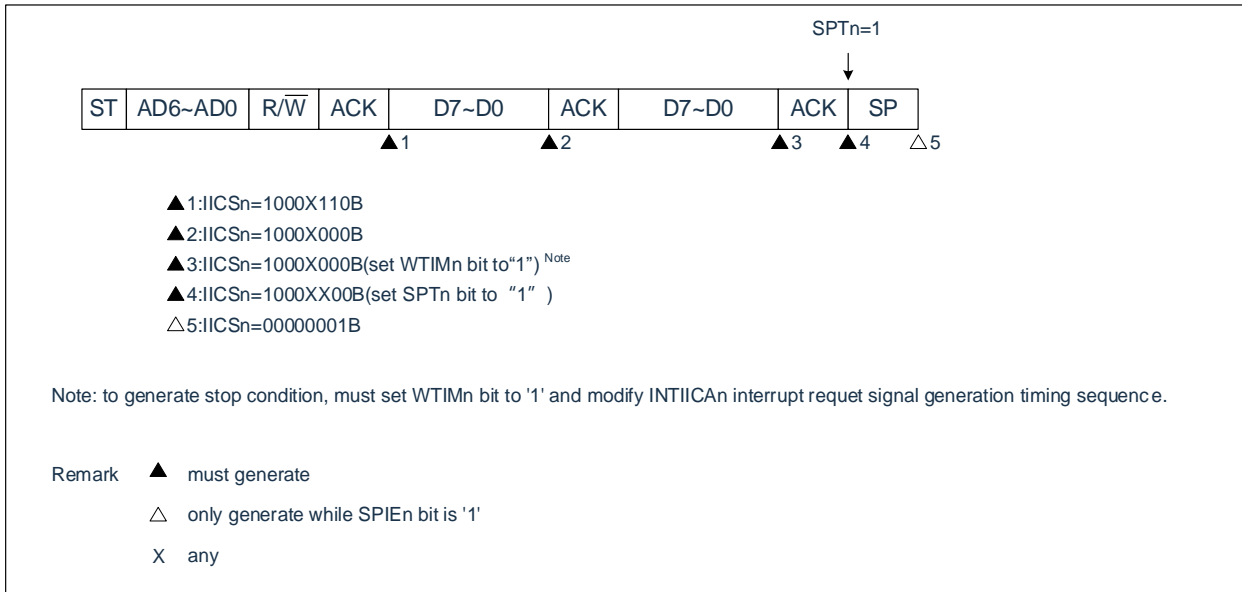 SPTn=1
ST AD6~AD0 R/W̅ ACK D7~D0 ACK D7~D0 ACK SP
▲1 ▲2 ▲3 ▲4 △5
▲1:IICSn=1000X110B
▲2:IICSn=1000X000B
▲3:IICSn=1000X000B(set WTIMn bit to“1”) Note
▲4:IICSn=1000XX00B(set SPTn bit to “1” )
△5:IICSn=00000001B
Note: to generate stop condition, must set WTIMn bit to '1' and modify INTIICAn interrupt requet signal generation timing sequence.
Remark ▲ must generate
△ only generate while SPIEn bit is '1'
X any